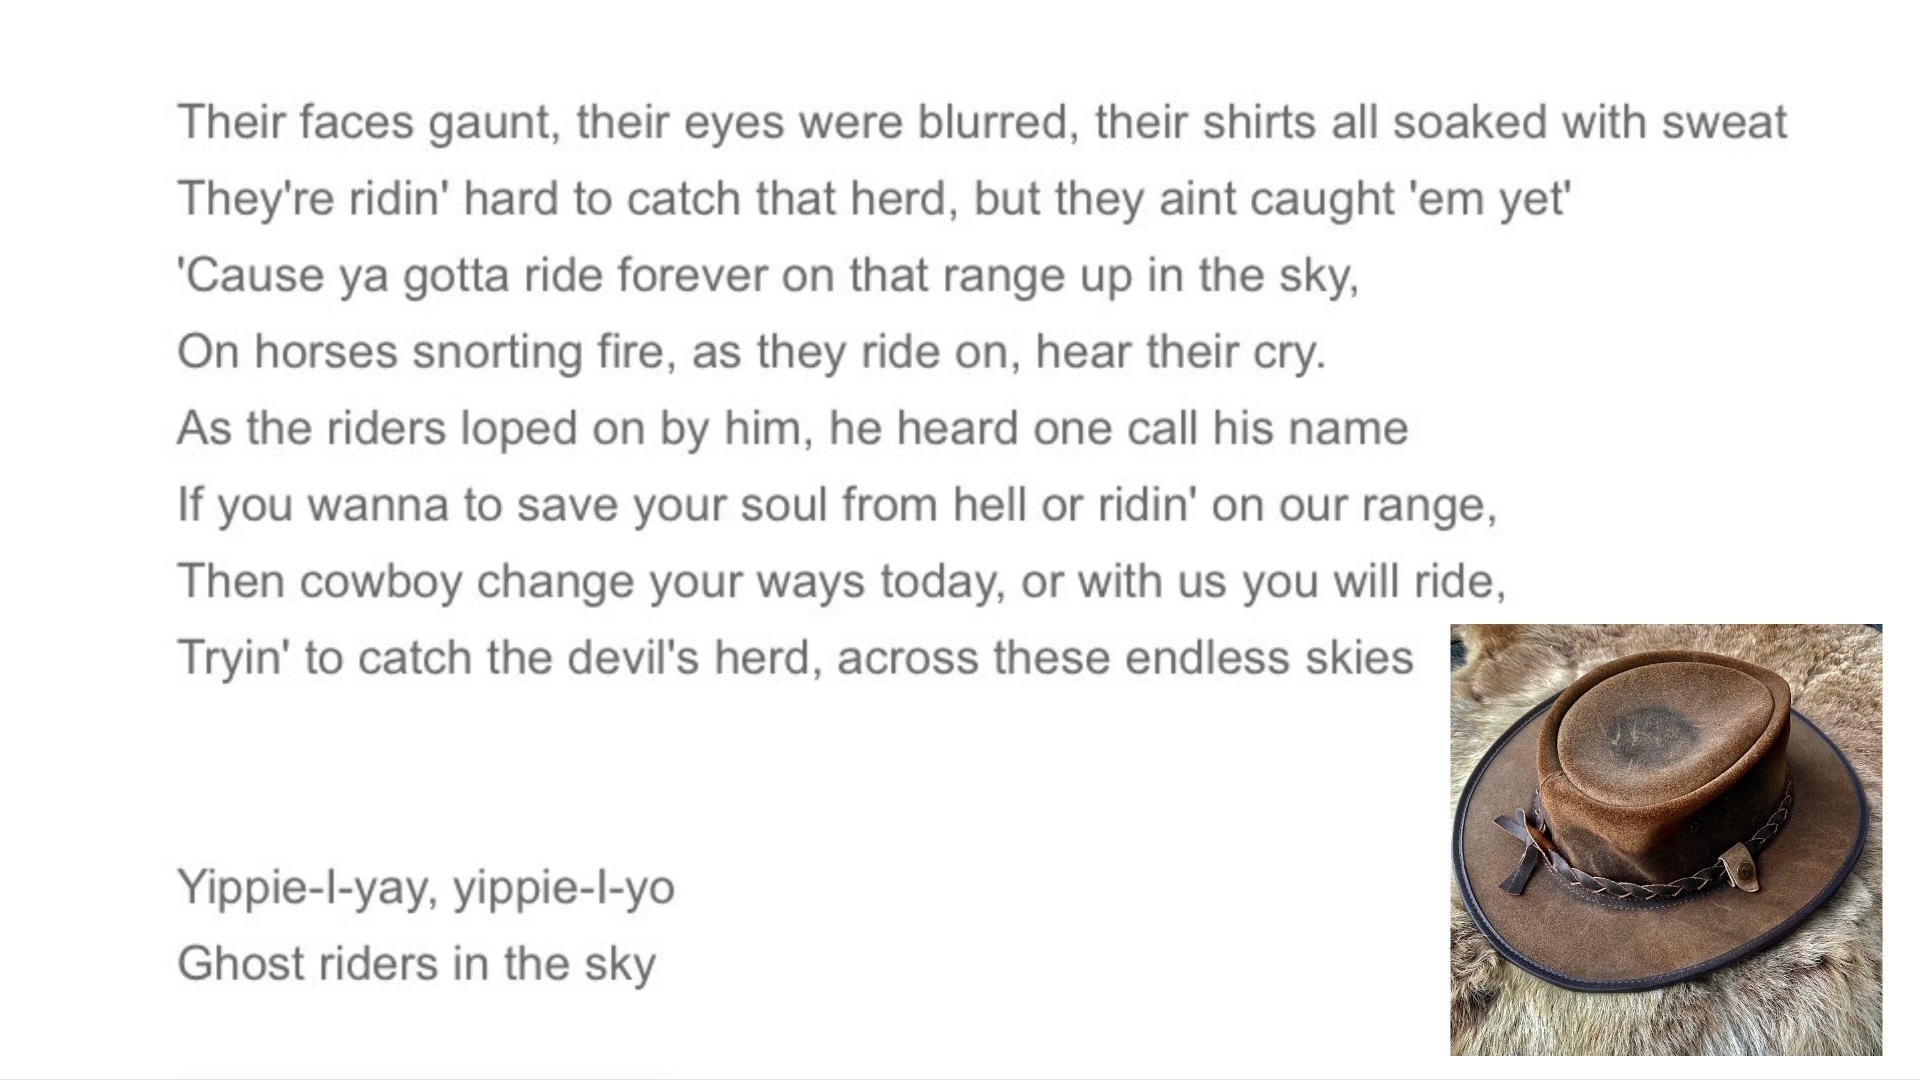 Their faces gaunt, their eyes were blurred, their shirts all soaked with sweat
They're ridin' hard to catch that herd, but they aint caught 'em yet'
'Cause ya gotta ride forever on that range up in the sky,
On horses snorting fire, as they ride on, hear their cry.
As the riders loped on by him, he heard one call his name
If you wanna to save your soul from hell or ridin' on our range,
Then cowboy change your ways today, or with us you will ride,
Tryin' to catch the devil's herd, across these endless skies
Yippie-I-yay, yippie-I-yo
Ghost riders in the sky